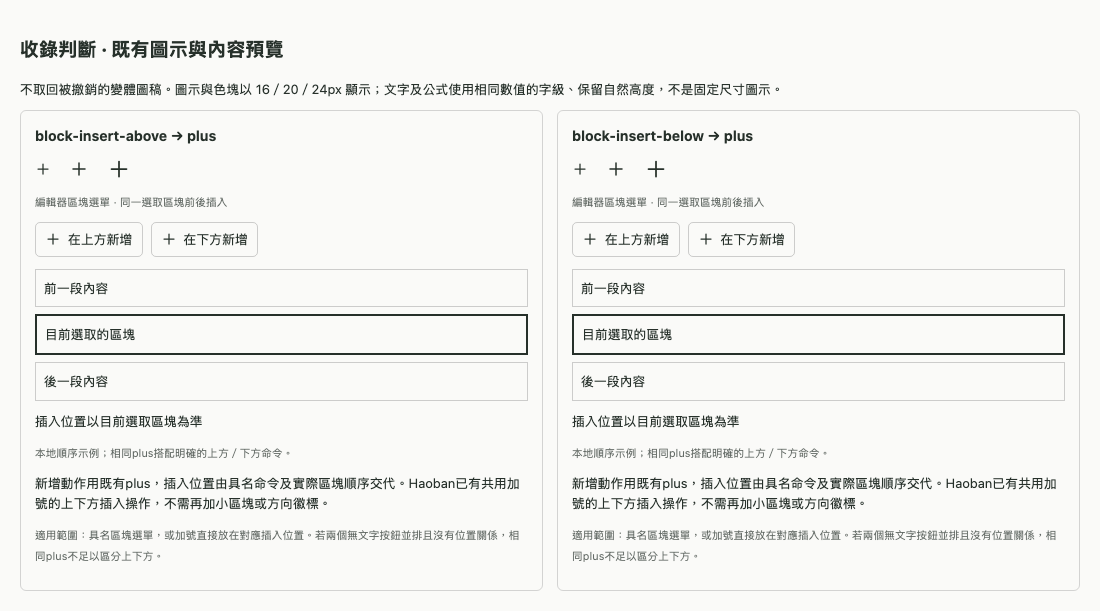 收錄判斷 · 既有圖示與內容預覽
不取回被撤銷的變體圖稿。圖示與色塊以 16 / 20 / 24px 顯示；文字及公式使用相同數值的字級、保留自然高度，不是固定尺寸圖示。
block-insert-above → plus
編輯器區塊選單 · 同一選取區塊前後插入
在上方新增
在下方新增
前一段內容
目前選取的區塊
後一段內容
插入位置以目前選取區塊為準
本地順序示例；相同plus搭配明確的上方 / 下方命令。
新增動作用既有plus，插入位置由具名命令及實際區塊順序交代。Haoban已有共用加
號的上下方插入操作，不需再加小區塊或方向徽標。
適用範圍：具名區塊選單，或加號直接放在對應插入位置。若兩個無文字按鈕並排且沒有位置關係，相
同plus不足以區分上下方。
block-insert-below → plus
編輯器區塊選單 · 同一選取區塊前後插入
在上方新增
在下方新增
前一段內容
目前選取的區塊
後一段內容
插入位置以目前選取區塊為準
本地順序示例；相同plus搭配明確的上方 / 下方命令。
新增動作用既有plus，插入位置由具名命令及實際區塊順序交代。Haoban已有共用加
號的上下方插入操作，不需再加小區塊或方向徽標。
適用範圍：具名區塊選單，或加號直接放在對應插入位置。若兩個無文字按鈕並排且沒有位置關係，相
同plus不足以區分上下方。